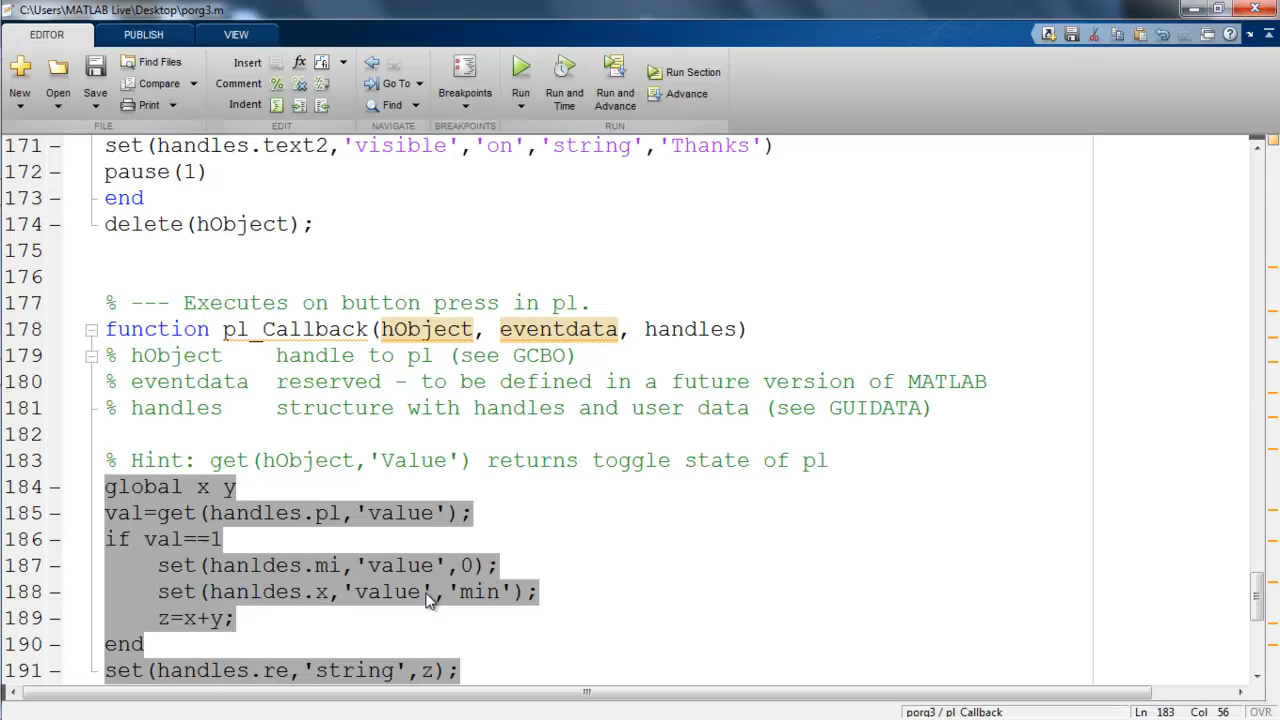 C:\Users\MATLAB Live\Desktop\porg3.m
EDITOR PUBLISH VIEW
New Open Save Find Files Compare Print Insert Comment Indent fx Go To Find Breakpoints Run Run and Time Run and Advance Run Section Advance
FILE EDIT NAVIGATE BREAKPOINTS RUN
171 – set(handles.text2,'visible','on','string','Thanks')
172 – pause(1)
173 – end
174 – delete(hObject);
175
176
177 % --- Executes on button press in pl.
178 function pl_Callback(hObject, eventdata, handles)
179 % hObject    handle to pl (see GCBO)
180 % eventdata  reserved - to be defined in a future version of MATLAB
181 % handles    structure with handles and user data (see GUIDATA)
182
183 % Hint: get(hObject,'Value') returns toggle state of pl
184 – global x y
185 – val=get(handles.pl,'value');
186 – if val==1
187 – set(hanldes.mi,'value',0);
188 – set(hanldes.x,'value','min');
189 – z=x+y;
190 – end
191 – set(handles.re,'string',z);
porg3 / pl_Callback Ln 183 Col 56 OVR